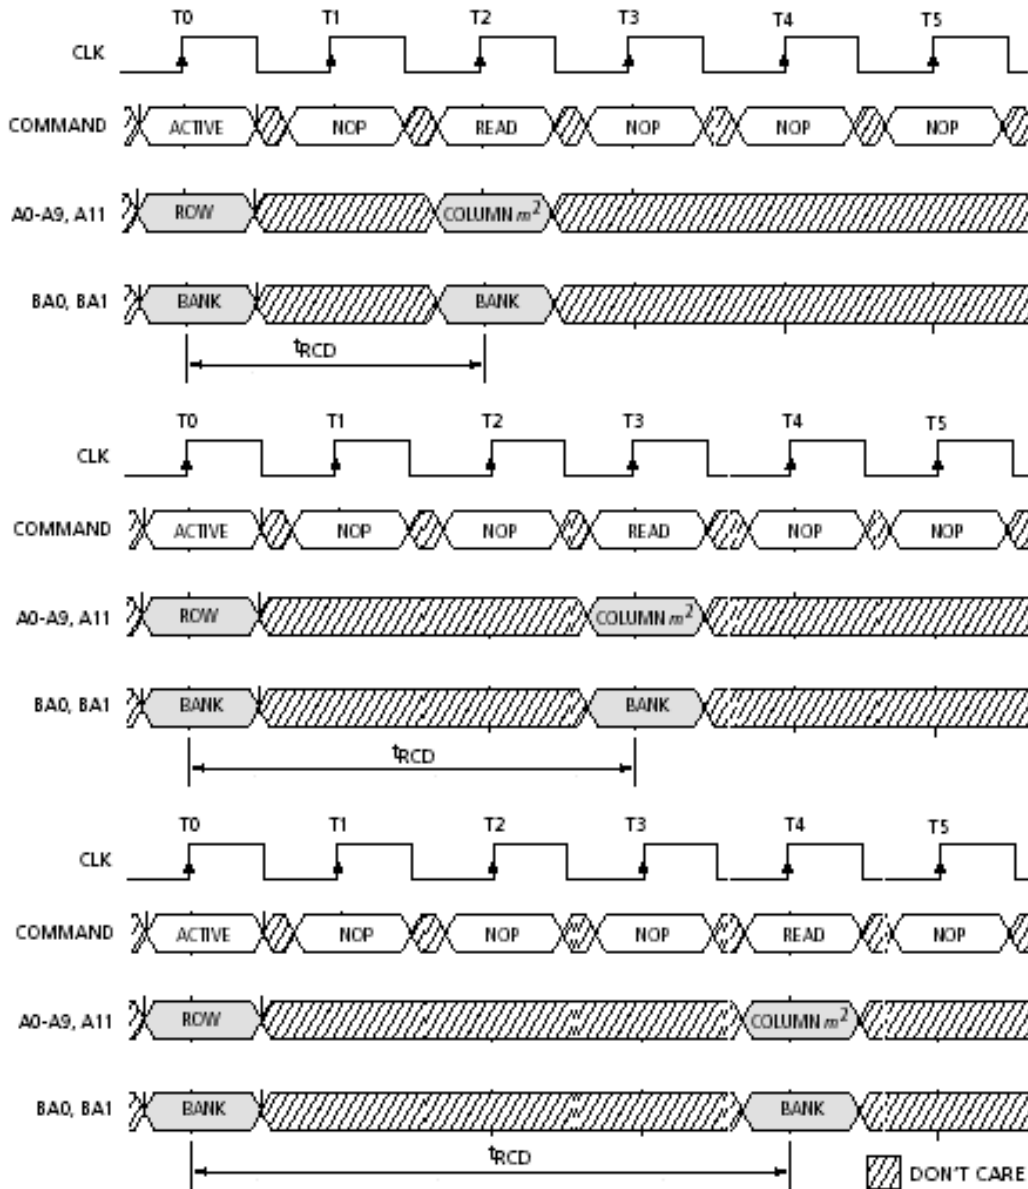 T0 T1 T2 T3 T4 T5
CLK
COMMAND ACTIVE NOP READ NOP NOP NOP
A0-A9, A11 ROW COLUMN m²
BA0, BA1 BANK BANK
tRCD
T0 T1 T2 T3 T4 T5
CLK
COMMAND ACTIVE NOP NOP READ NOP NOP
A0-A9, A11 ROW COLUMN m²
BA0, BA1 BANK BANK
tRCD
T0 T1 T2 T3 T4 T5
CLK
COMMAND ACTIVE NOP NOP NOP READ NOP
A0-A9, A11 ROW COLUMN m²
BA0, BA1 BANK BANK
tRCD
DON'T CARE